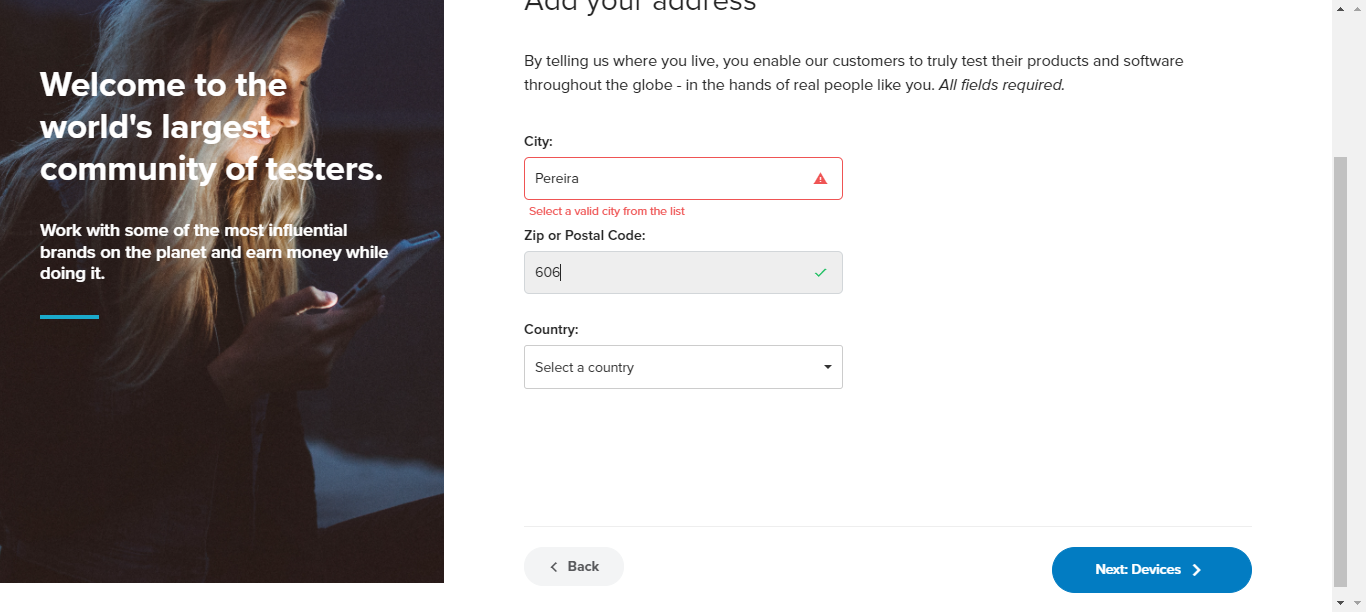 Welcome to the
world's largest
community of testers.
Work with some of the most influential
brands on the planet and earn money while
doing it.
Add your address
By telling us where you live, you enable our customers to truly test their products and software
throughout the globe - in the hands of real people like you. All fields required.
City:
Pereira
Select a valid city from the list
Zip or Postal Code:
606
Country:
Select a country
Back
Next: Devices